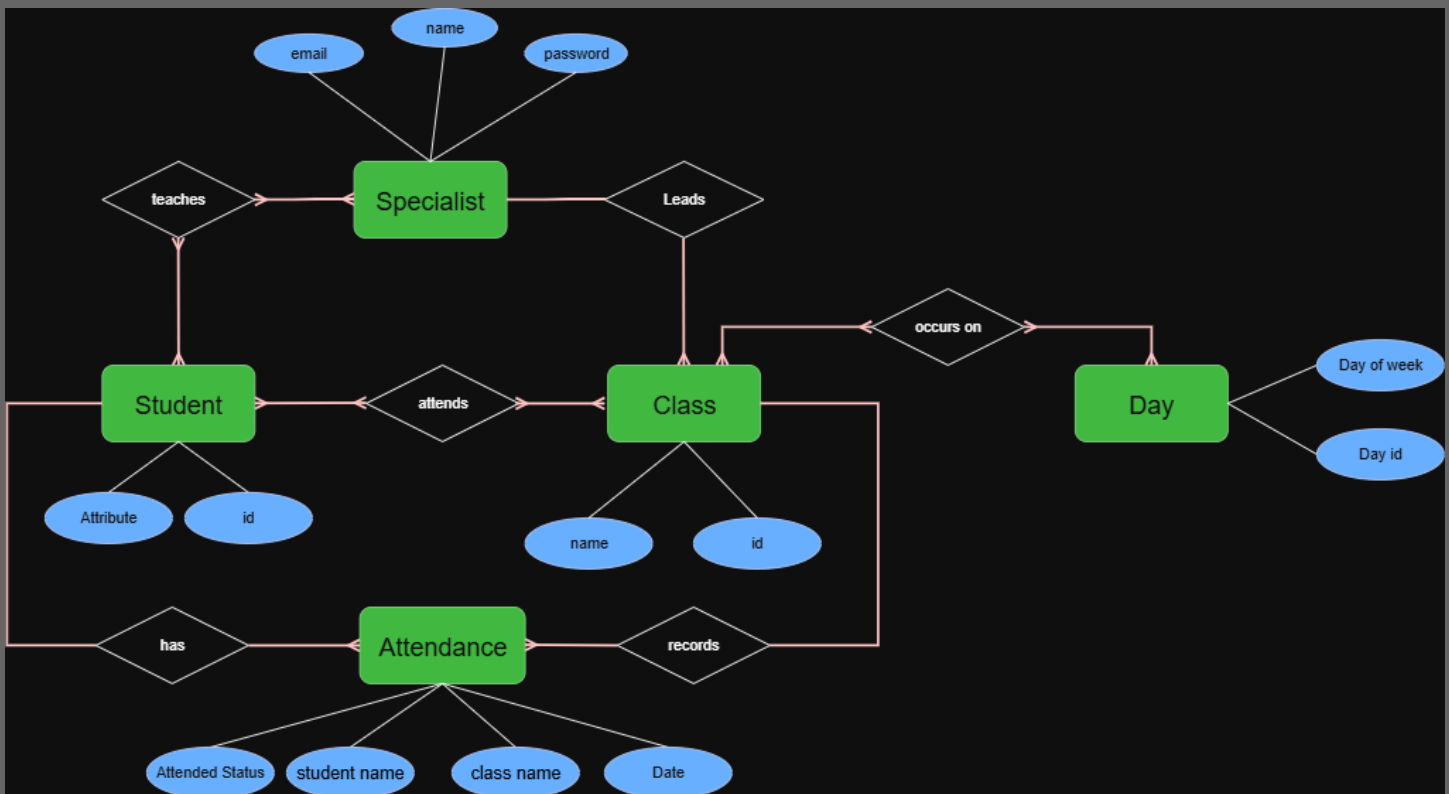 name
email
password
teaches
Specialist
Leads
occurs on
Day of week
Student
attends
Class
Day
Day id
Attribute
id
name
id
has
Attendance
records
Attended Status
student name
class name
Date